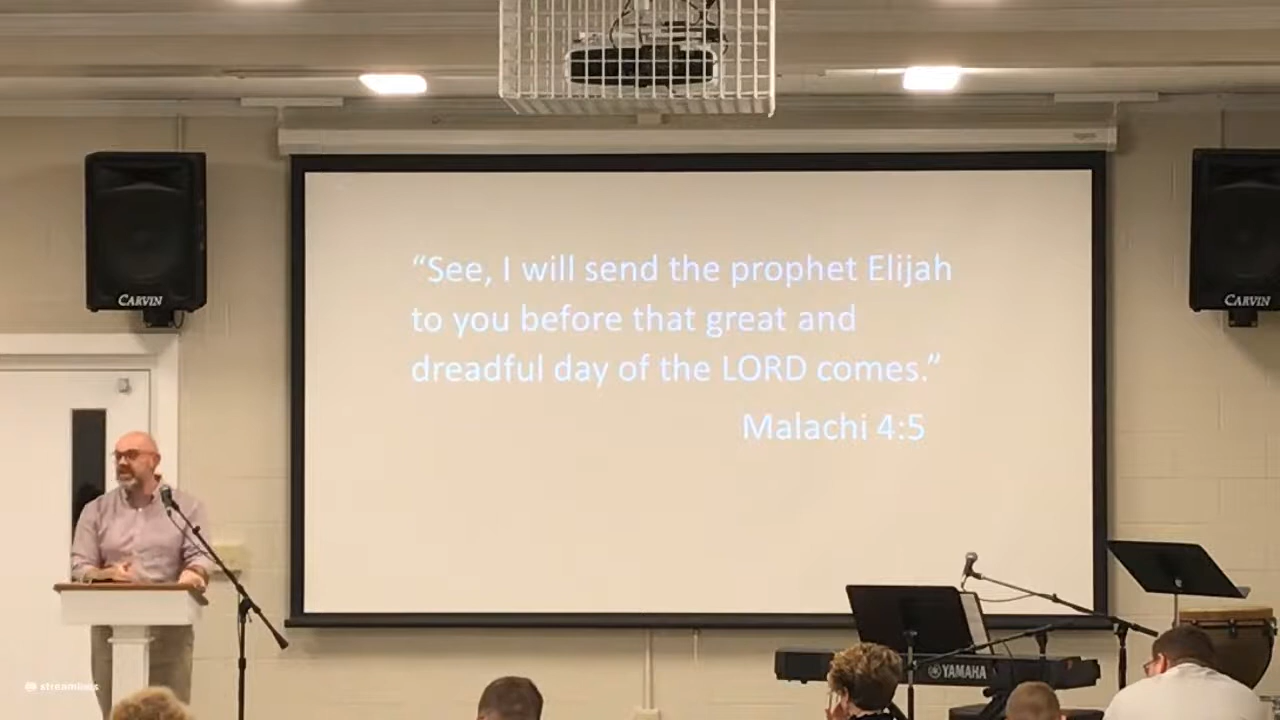 CARVIN
CARVIN
“See, I will send the prophet Elijah
to you before that great and
dreadful day of the LORD comes.”
Malachi 4:5
YAMAHA
streamlabs